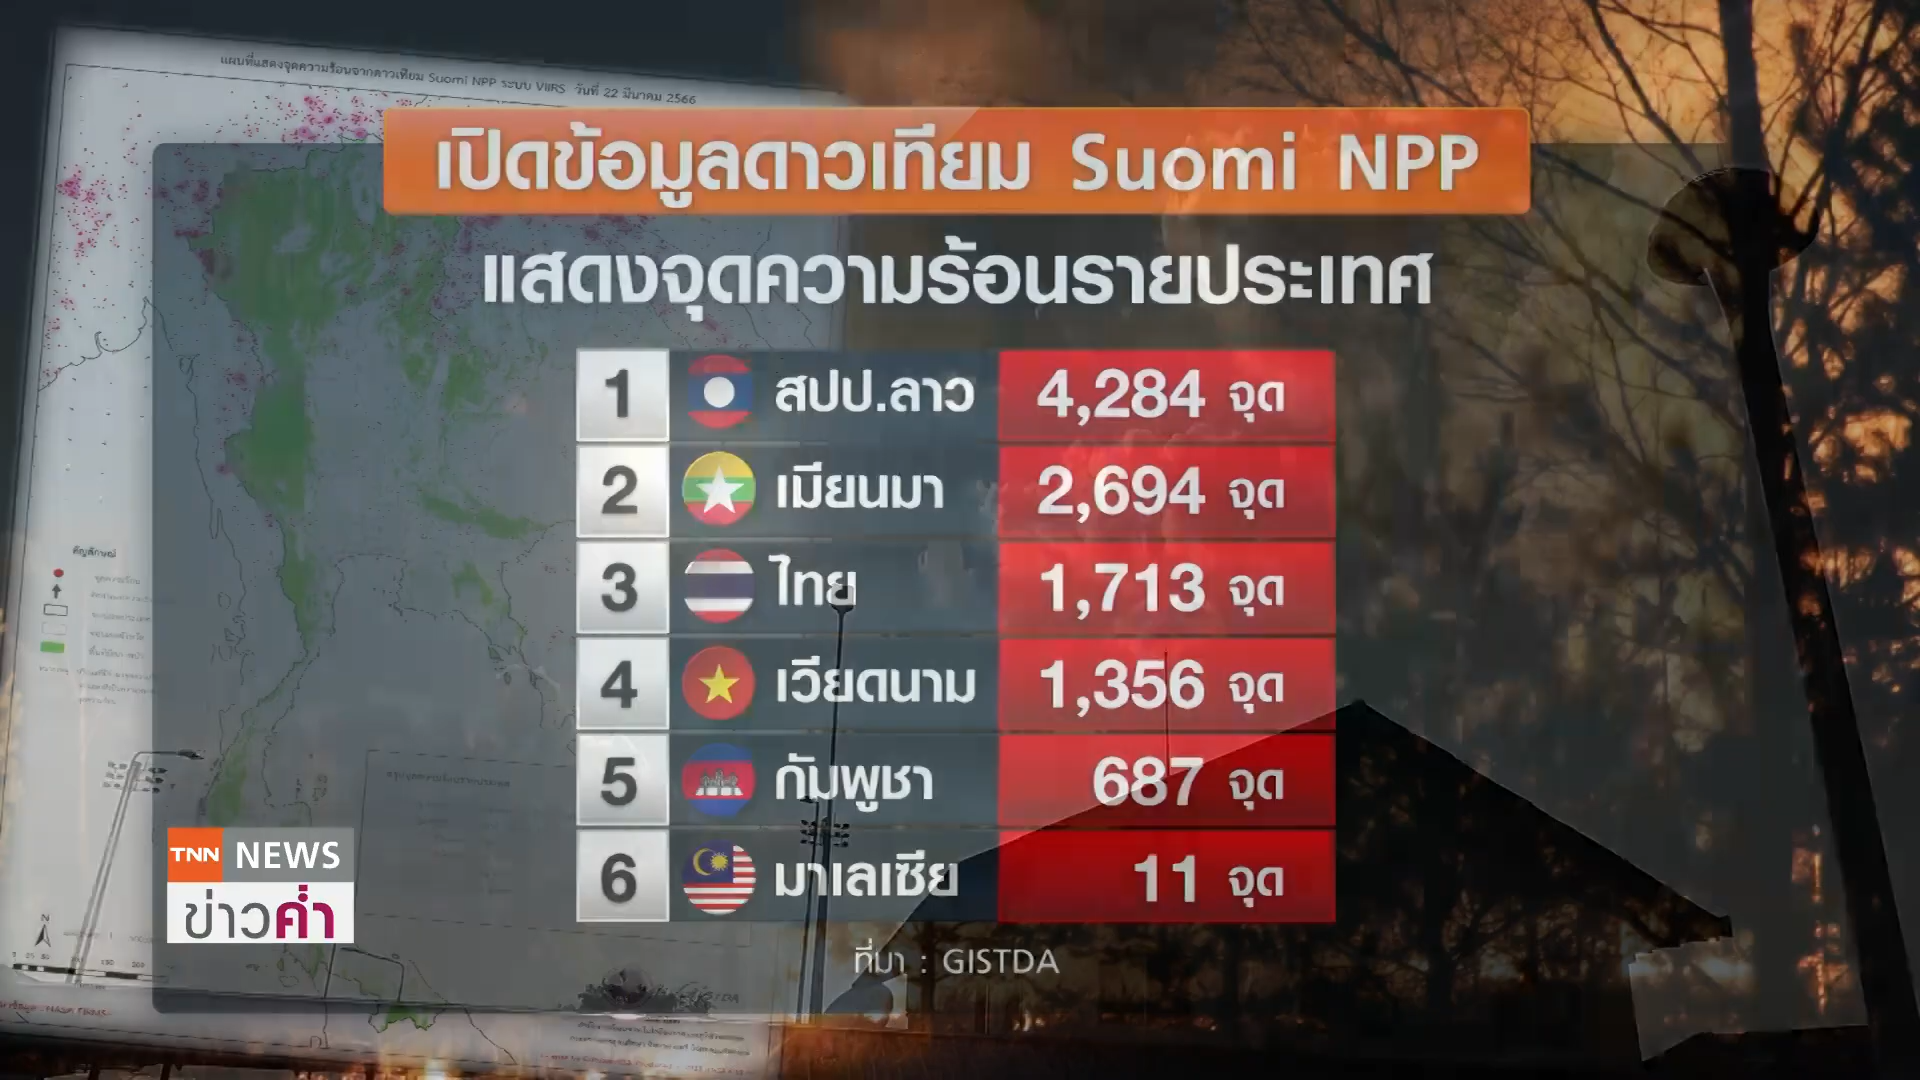 แผนที่แสดงจุดความร้อนจากดาวเทียม Suomi NPP ระบบ VIIRS วันที่ 22 มีนาคม 2566
เปิดข้อมูลดาวเทียม Suomi NPP
แสดงจุดความร้อนรายประเทศ
1 สปป.ลาว 4,284 จุด
2 เมียนมา 2,694 จุด
3 ไทย 1,713 จุด
4 เวียดนาม 1,356 จุด
5 กัมพูชา 687 จุด
6 มาเลเซีย 11 จุด
ที่มา : GISTDA
TNN NEWS
ข่าวค่ำ
สัญลักษณ์
N